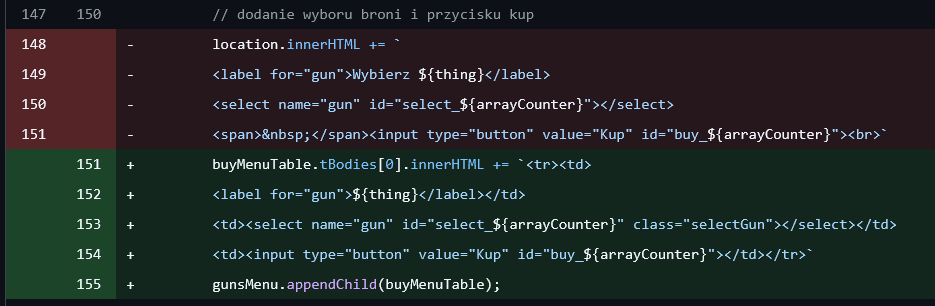 147 150 // dodanie wyboru broni i przycisku kup
148 - location.innerHTML += `
149 - <label for="gun">Wybierz ${thing}</label>
150 - <select name="gun" id="select_${arrayCounter}"></select>
151 - <span>&nbsp;</span><input type="button" value="Kup" id="buy_${arrayCounter}"><br>`
151 + buyMenuTable.tBodies[0].innerHTML += `<tr><td>
152 + <label for="gun">${thing}</label></td>
153 + <td><select name="gun" id="select_${arrayCounter}" class="selectGun"></select></td>
154 + <td><input type="button" value="Kup" id="buy_${arrayCounter}"></td></tr>`
155 + gunsMenu.appendChild(buyMenuTable);